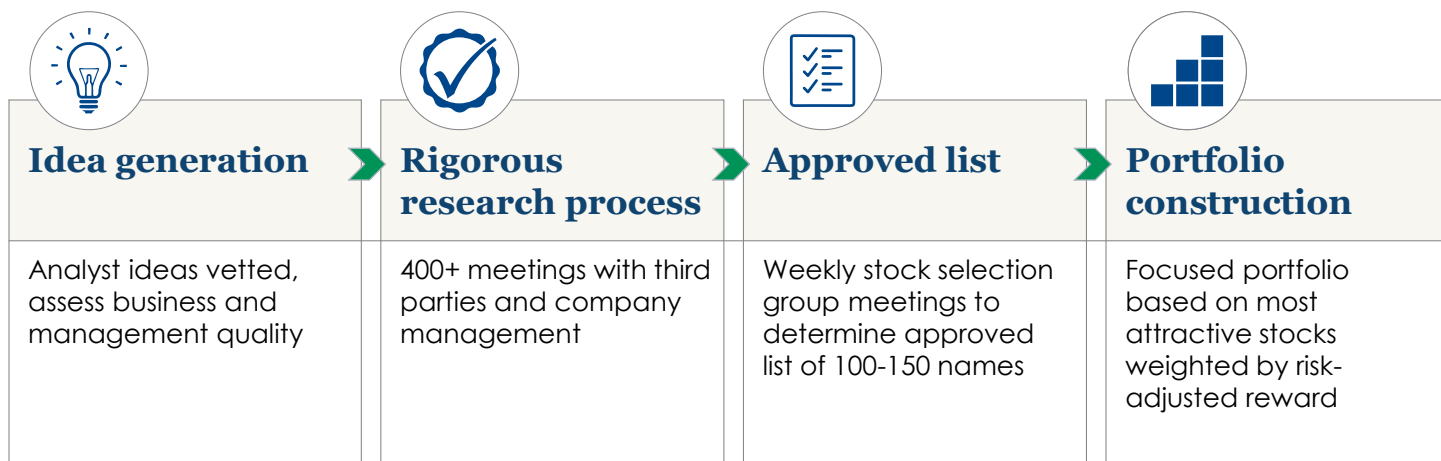 Idea generation
Analyst ideas vetted,
assess business and
management quality
Rigorous
research process
400+ meetings with third
parties and company
management
Approved list
Weekly stock selection
group meetings to
determine approved
list of 100-150 names
Portfolio
construction
Focused portfolio
based on most
attractive stocks
weighted by risk-
adjusted reward